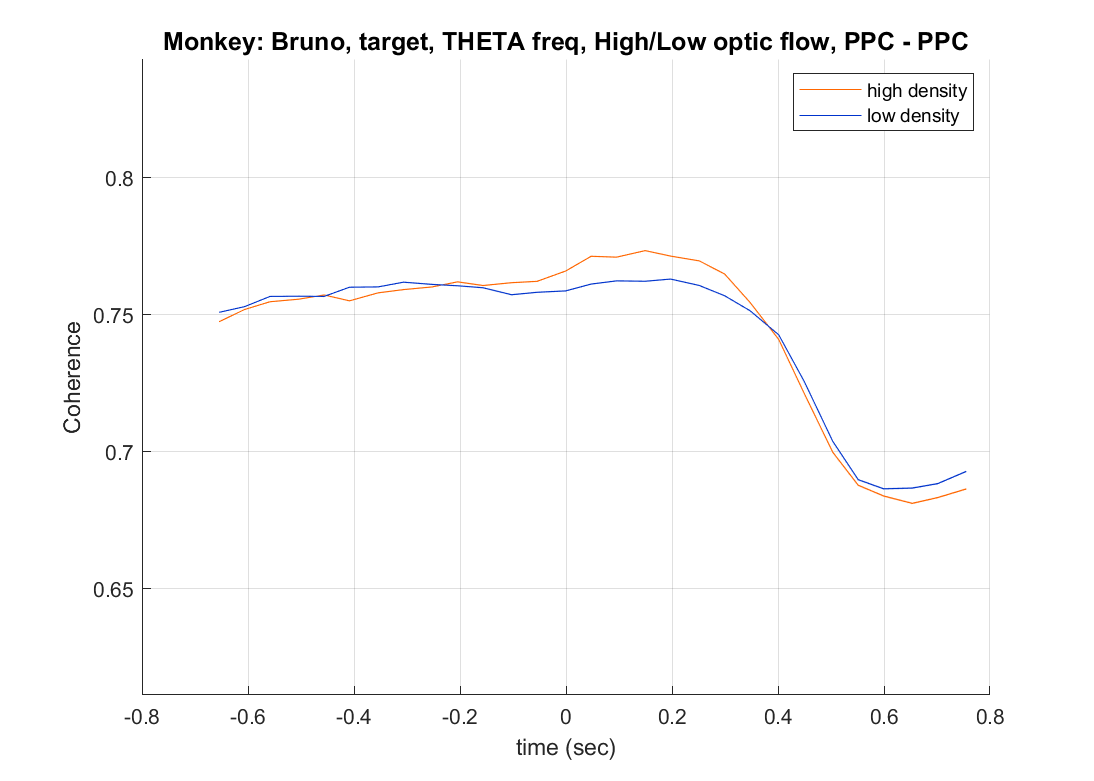 Monkey: Bruno, target, THETA freq, High/Low optic flow, PPC - PPC
high density
low density
0.8
0.75
0.7
0.65
Coherence
-0.8 -0.6 -0.4 -0.2 0 0.2 0.4 0.6 0.8
time (sec)